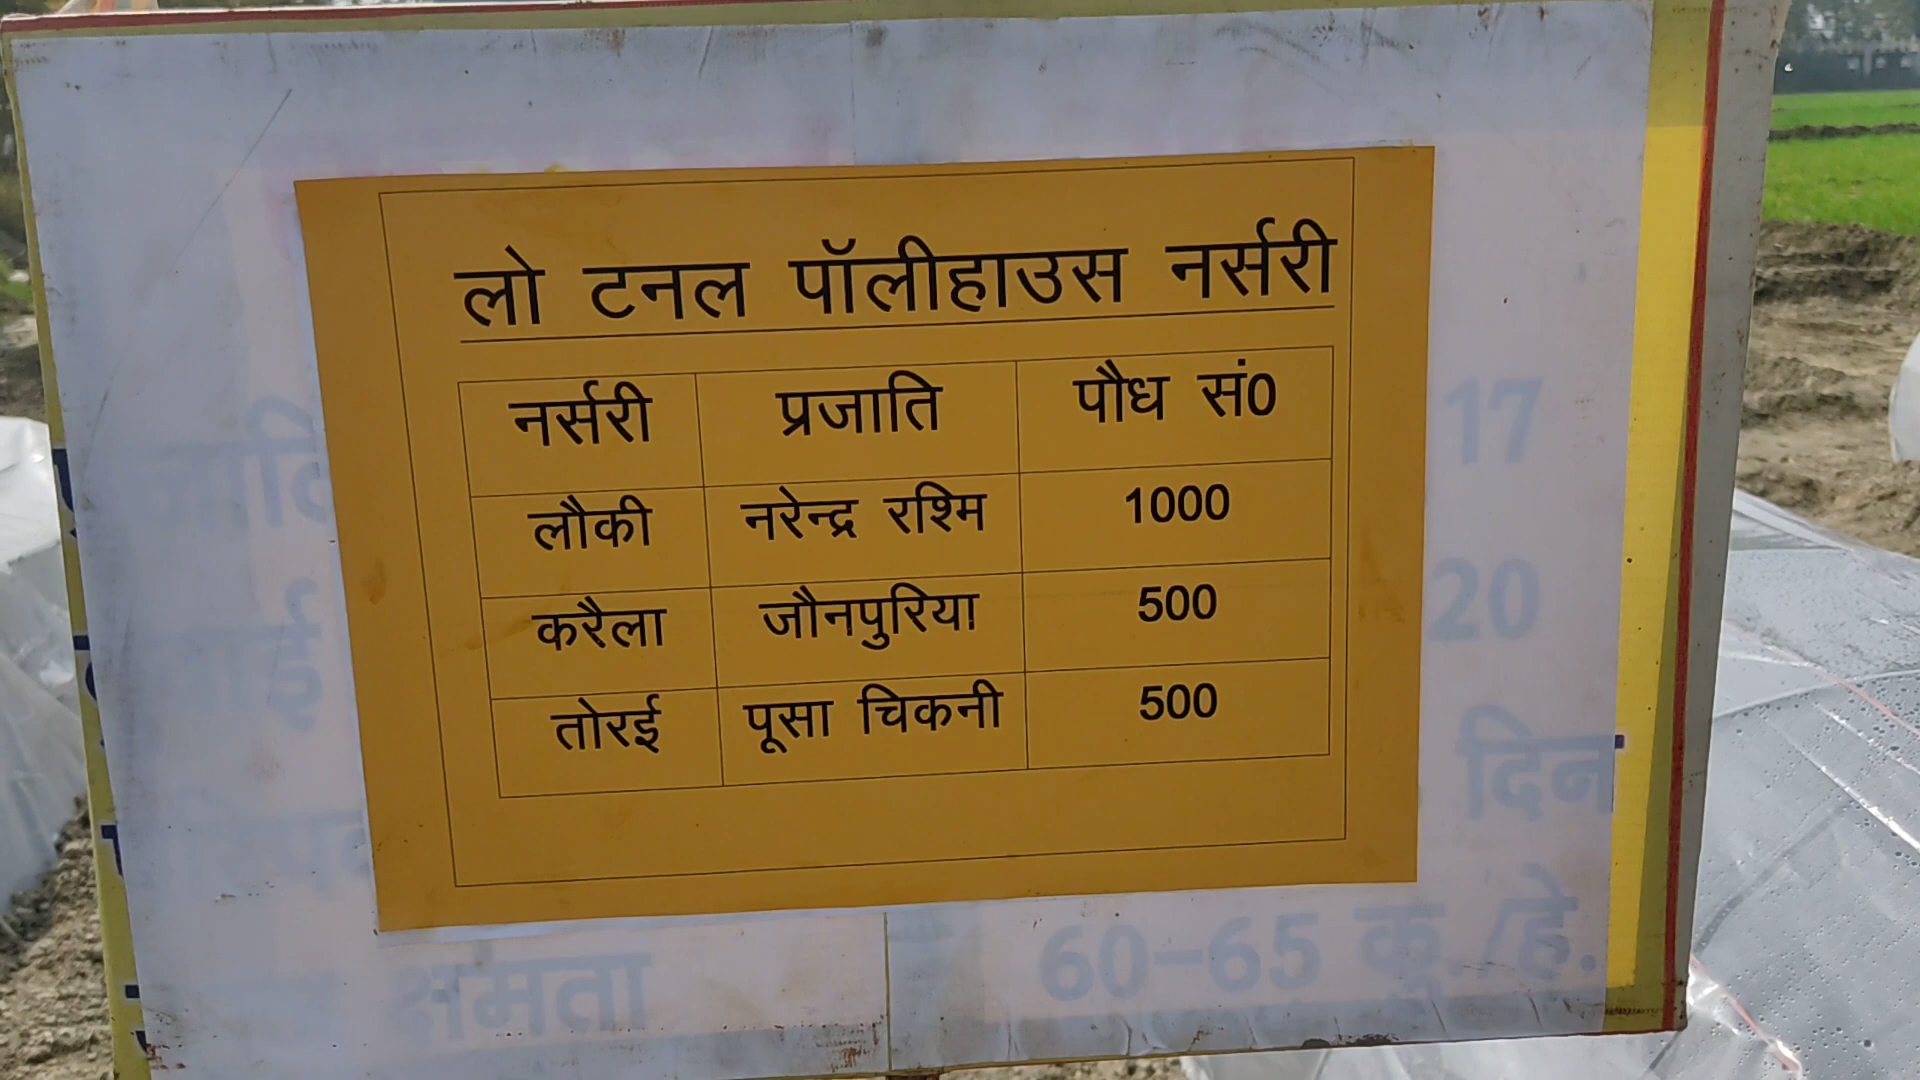 लो टनल पॉलीहाउस नर्सरी
नर्सरी प्रजाति पौध सं0
लौकी नरेन्द्र रश्मि 1000
करैला जौनपुरिया 500
तोरई पूसा चिकनी 500
17
20
दिन
क्षमता 60-65 कु./हे.